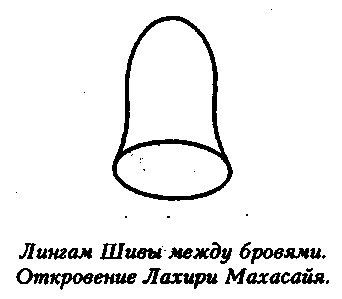 Лингам Шивы между бровями.
Откровение Лахири Махасайя.